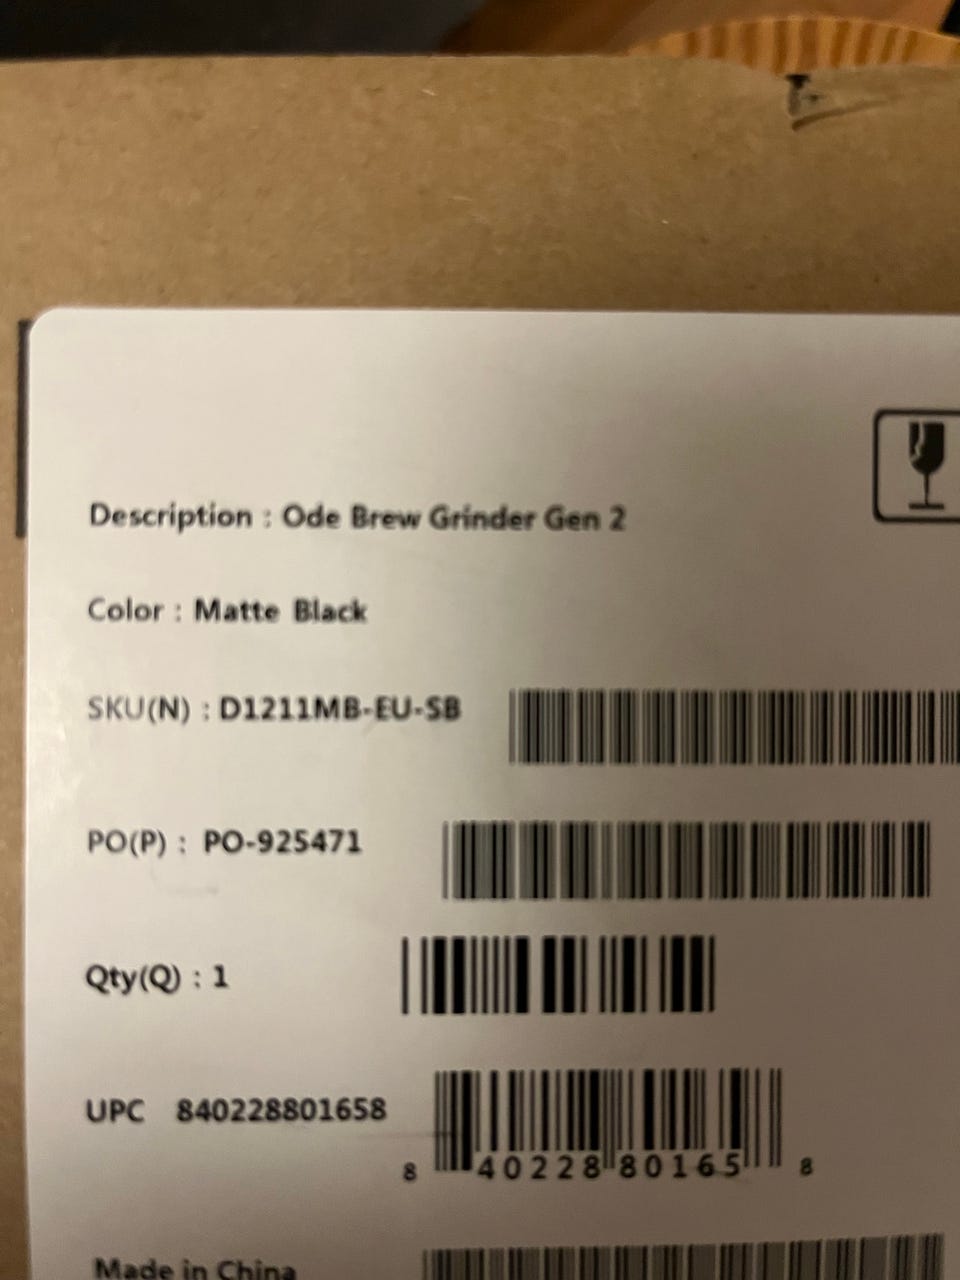 Description : Ode Brew Grinder Gen 2
Color : Matte Black
SKU(N) : D1211MB-EU-SB
PO(P) : PO-925471
Qty(Q) : 1
UPC 840228801658
8 40228 80165 8
Made in China